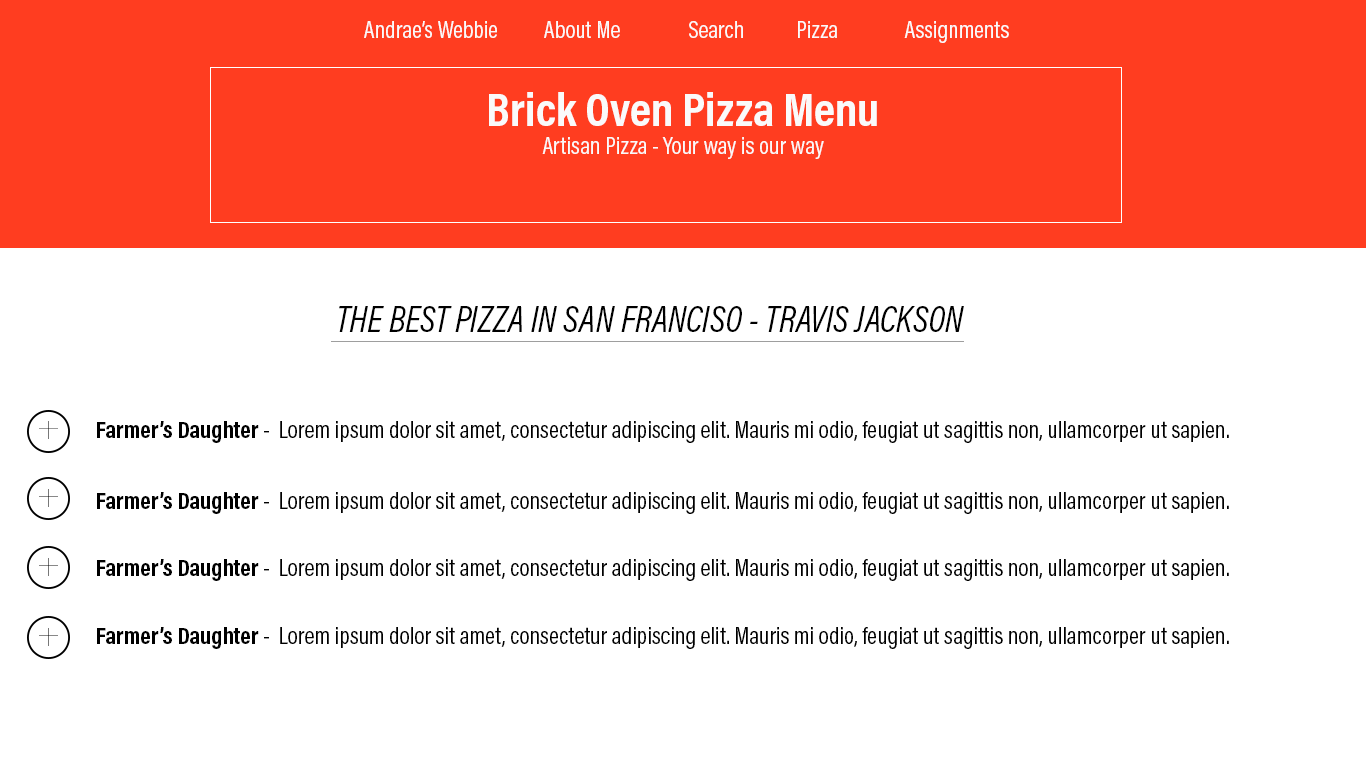 Andrae’s Webbie About Me Search Pizza Assignments
Brick Oven Pizza Menu
Artisan Pizza - Your way is our way
THE BEST PIZZA IN SAN FRANCISO - TRAVIS JACKSON
Farmer’s Daughter - Lorem ipsum dolor sit amet, consectetur adipiscing elit. Mauris mi odio, feugiat ut sagittis non, ullamcorper ut sapien.
Farmer’s Daughter - Lorem ipsum dolor sit amet, consectetur adipiscing elit. Mauris mi odio, feugiat ut sagittis non, ullamcorper ut sapien.
Farmer’s Daughter - Lorem ipsum dolor sit amet, consectetur adipiscing elit. Mauris mi odio, feugiat ut sagittis non, ullamcorper ut sapien.
Farmer’s Daughter - Lorem ipsum dolor sit amet, consectetur adipiscing elit. Mauris mi odio, feugiat ut sagittis non, ullamcorper ut sapien.